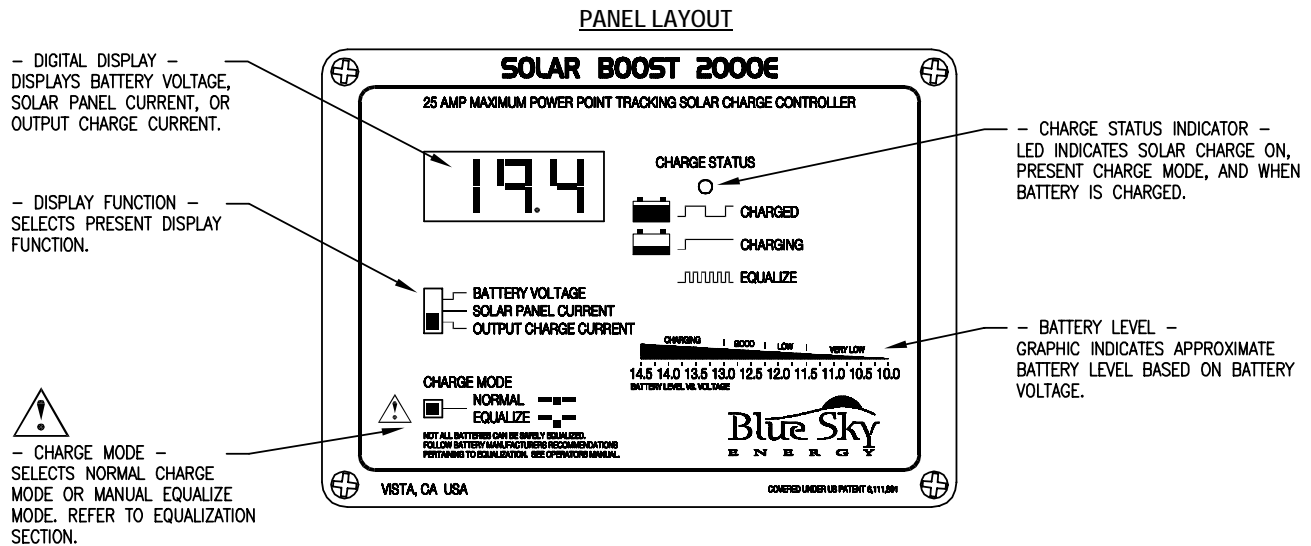 PANEL LAYOUT
– DIGITAL DISPLAY –
DISPLAYS BATTERY VOLTAGE,
SOLAR PANEL CURRENT, OR
OUTPUT CHARGE CURRENT.
– DISPLAY FUNCTION –
SELECTS PRESENT DISPLAY
FUNCTION.
– CHARGE MODE –
SELECTS NORMAL CHARGE
MODE OR MANUAL EQUALIZE
MODE. REFER TO EQUALIZATION
SECTION.
SOLAR BOOST 2000E
25 AMP MAXIMUM POWER POINT TRACKING SOLAR CHARGE CONTROLLER
19.4
CHARGE STATUS
CHARGED
CHARGING
EQUALIZE
BATTERY VOLTAGE
SOLAR PANEL CURRENT
OUTPUT CHARGE CURRENT
CHARGING GOOD LOW VERY LOW
14.5 14.0 13.5 13.0 12.5 12.0 11.5 11.0 10.5 10.0
BATTERY LEVEL VS. VOLTAGE
CHARGE MODE
NORMAL
EQUALIZE
NOT ALL BATTERIES CAN BE SAFELY EQUALIZED.
FOLLOW BATTERY MANUFACTURERS RECOMMENDATIONS
PERTAINING TO EQUALIZATION. SEE OPERATORS MANUAL.
Blue Sky
ENERGY
VISTA, CA USA
COVERED UNDER US PATENT 6,111,391
– CHARGE STATUS INDICATOR –
LED INDICATES SOLAR CHARGE ON,
PRESENT CHARGE MODE, AND WHEN
BATTERY IS CHARGED.
– BATTERY LEVEL –
GRAPHIC INDICATES APPROXIMATE
BATTERY LEVEL BASED ON BATTERY
VOLTAGE.